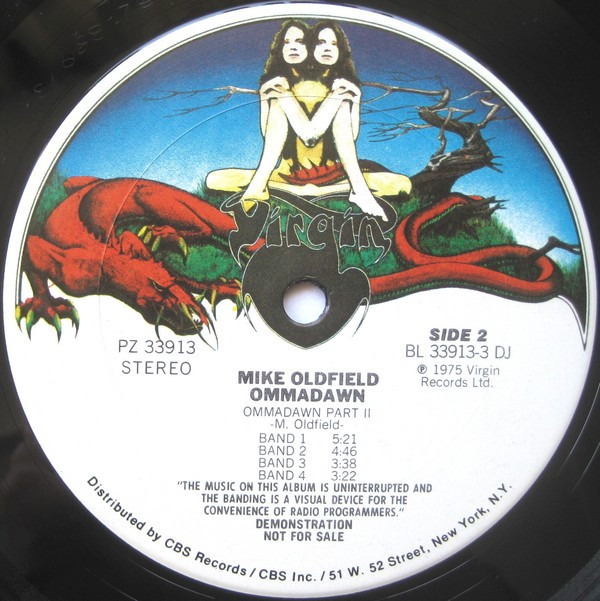 Virgin
PZ 33913
STEREO
SIDE 2
BL 33913-3 DJ
℗ 1975 Virgin
Records Ltd.
MIKE OLDFIELD
OMMADAWN
OMMADAWN PART II
-M. Oldfield-
BAND 1 5:21
BAND 2 4:46
BAND 3 3:38
BAND 4 3:22
"THE MUSIC ON THIS ALBUM IS UNINTERRUPTED AND
THE BANDING IS A VISUAL DEVICE FOR THE
CONVENIENCE OF RADIO PROGRAMMERS."
DEMONSTRATION
NOT FOR SALE
Distributed by CBS Records / CBS Inc. / 51 W. 52 Street, New York, N.Y.